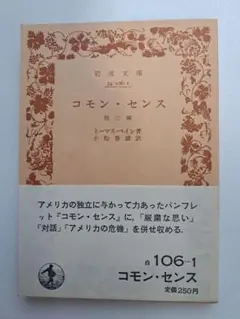 岩波文庫
34-106-1
コモン・センス
他三篇
トーマス・ペイン著
小松春雄訳
アメリカの独立に与かって力あったパンフレ
ット『コモン・センス』に,「厳粛な思い」
「対話」「アメリカの危機」を併せ収める.
白 106-1
コモン・センス
定価250円